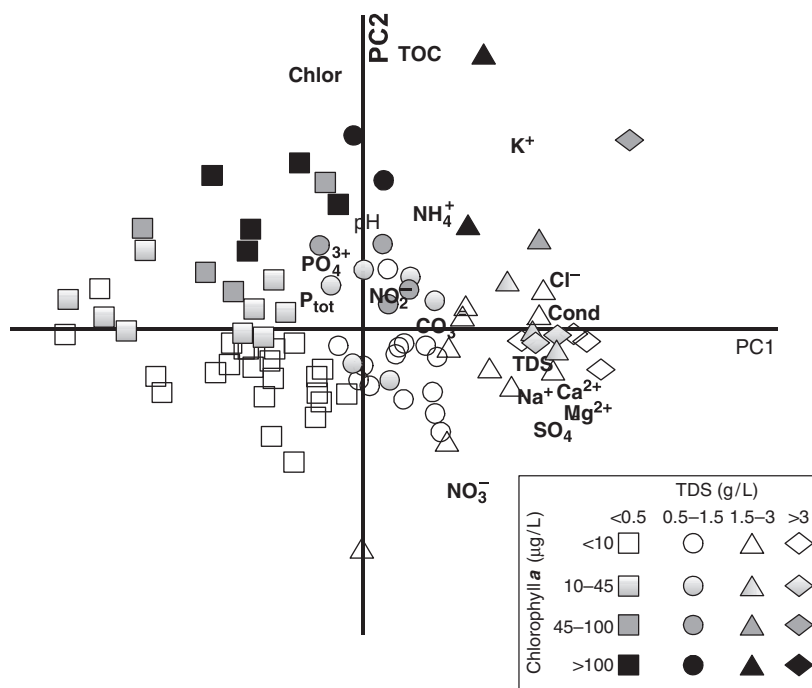 PC2
TOC
Chlor
K⁺
NH₄⁺
pH
PO₄³⁺
Cl⁻
P_tot
NO₂⁻
Cond
CO₃
PC1
TDS
Na⁺
Ca²⁺
Mg²⁺
SO₄
NO₃⁻
TDS (g/L)
<0.5 0.5–1.5 1.5–3 >3
Chlorophyll a (μg/L)
<10
10–45
45–100
>100